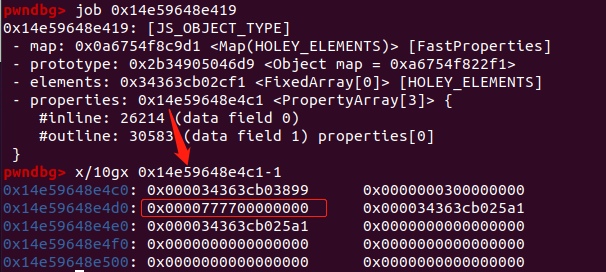 pwndbg> job 0x14e59648e419
0x14e59648e419: [JS_OBJECT_TYPE]
- map: 0x0a6754f8c9d1 <Map(HOLEY_ELEMENTS)> [FastProperties]
- prototype: 0x2b34905046d9 <Object map = 0xa6754f822f1>
- elements: 0x34363cb02cf1 <FixedArray[0]> [HOLEY_ELEMENTS]
- properties: 0x14e59648e4c1 <PropertyArray[3]> {
#inline: 26214 (data field 0)
#outline: 30583 (data field 1) properties[0]
}
pwndbg> x/10gx 0x14e59648e4c1-1
0x14e59648e4c0: 0x000034363cb03899 0x0000000300000000
0x14e59648e4d0: 0x0000777700000000 0x000034363cb025a1
0x14e59648e4e0: 0x000034363cb025a1 0x0000000000000000
0x14e59648e4f0: 0x0000000000000000 0x0000000000000000
0x14e59648e500: 0x0000000000000000 0x0000000000000000